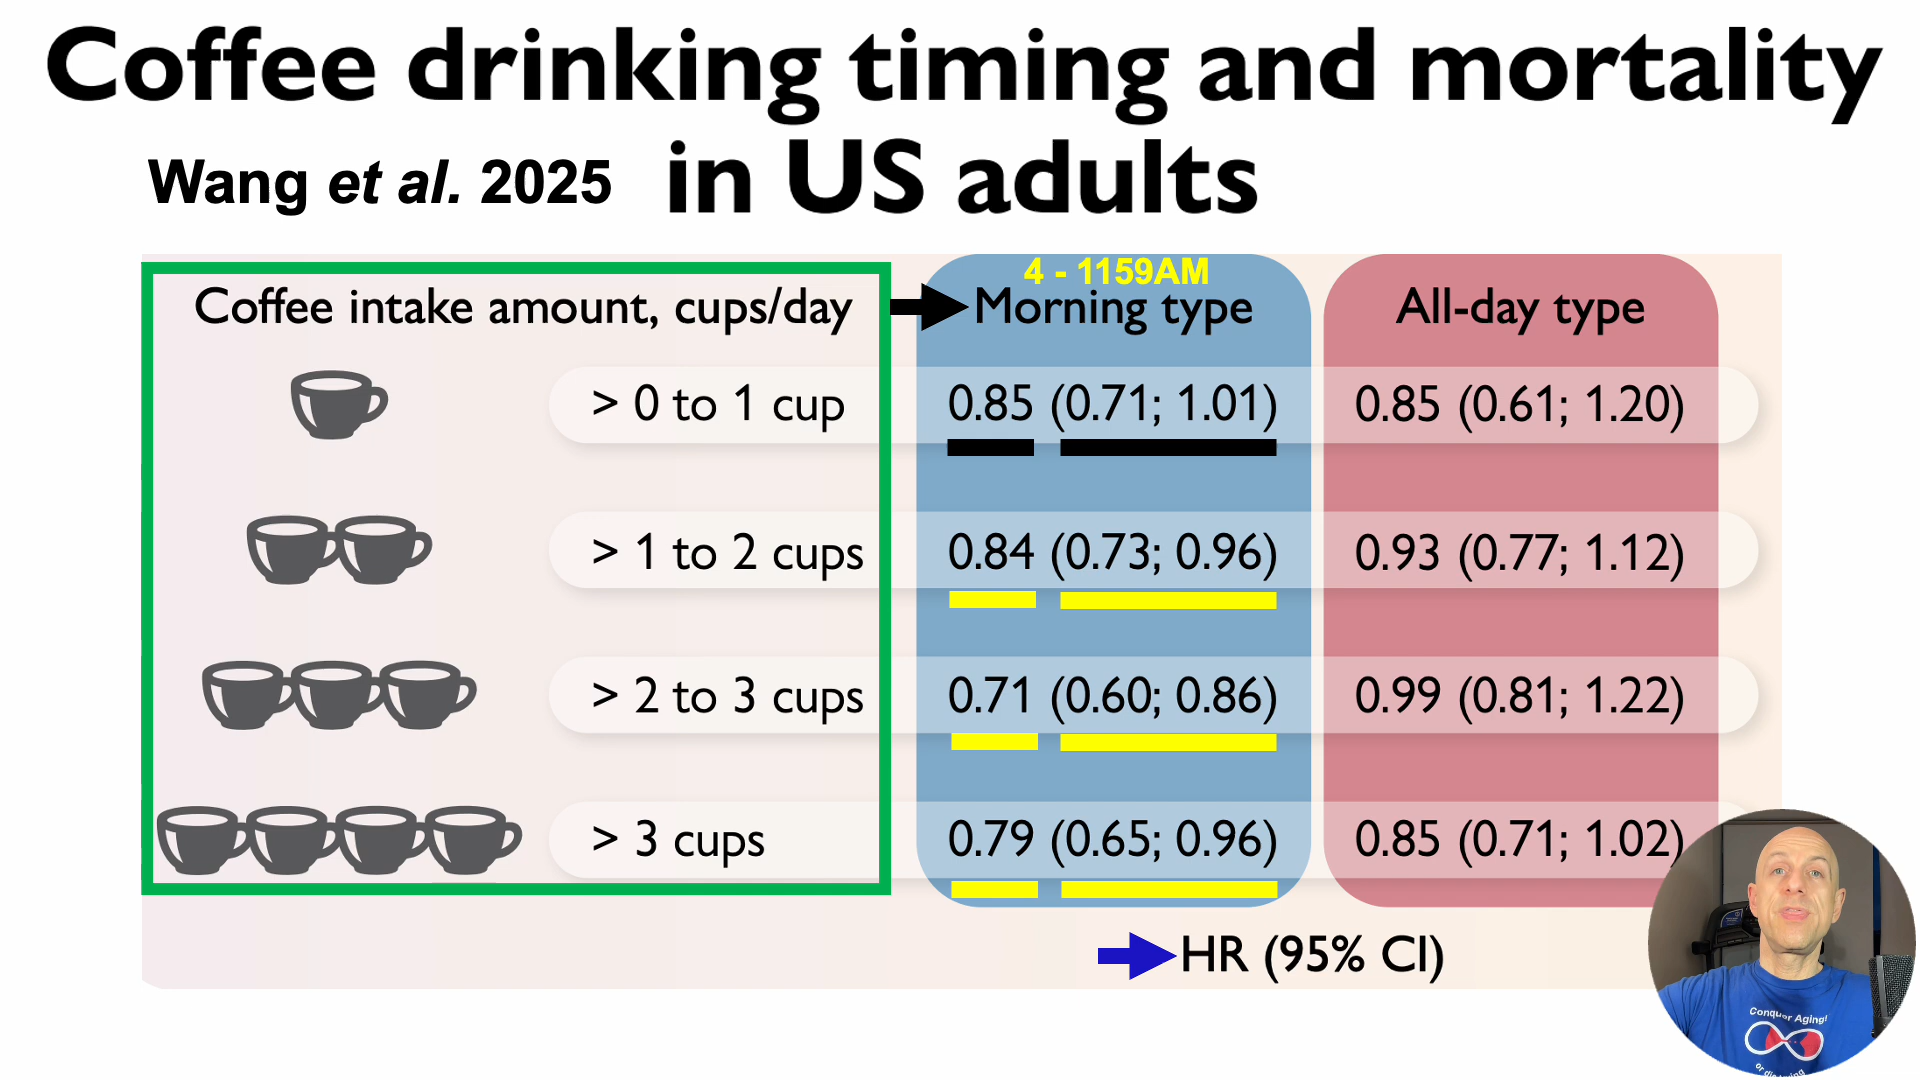 Coffee drinking timing and mortality
in US adults
Wang et al. 2025
4 - 1159AM
Coffee intake amount, cups/day Morning type All-day type
> 0 to 1 cup 0.85 (0.71; 1.01) 0.85 (0.61; 1.20)
> 1 to 2 cups 0.84 (0.73; 0.96) 0.93 (0.77; 1.12)
> 2 to 3 cups 0.71 (0.60; 0.86) 0.99 (0.81; 1.22)
> 3 cups 0.79 (0.65; 0.96) 0.85 (0.71; 1.02)
HR (95% CI)
Conquer Aging!